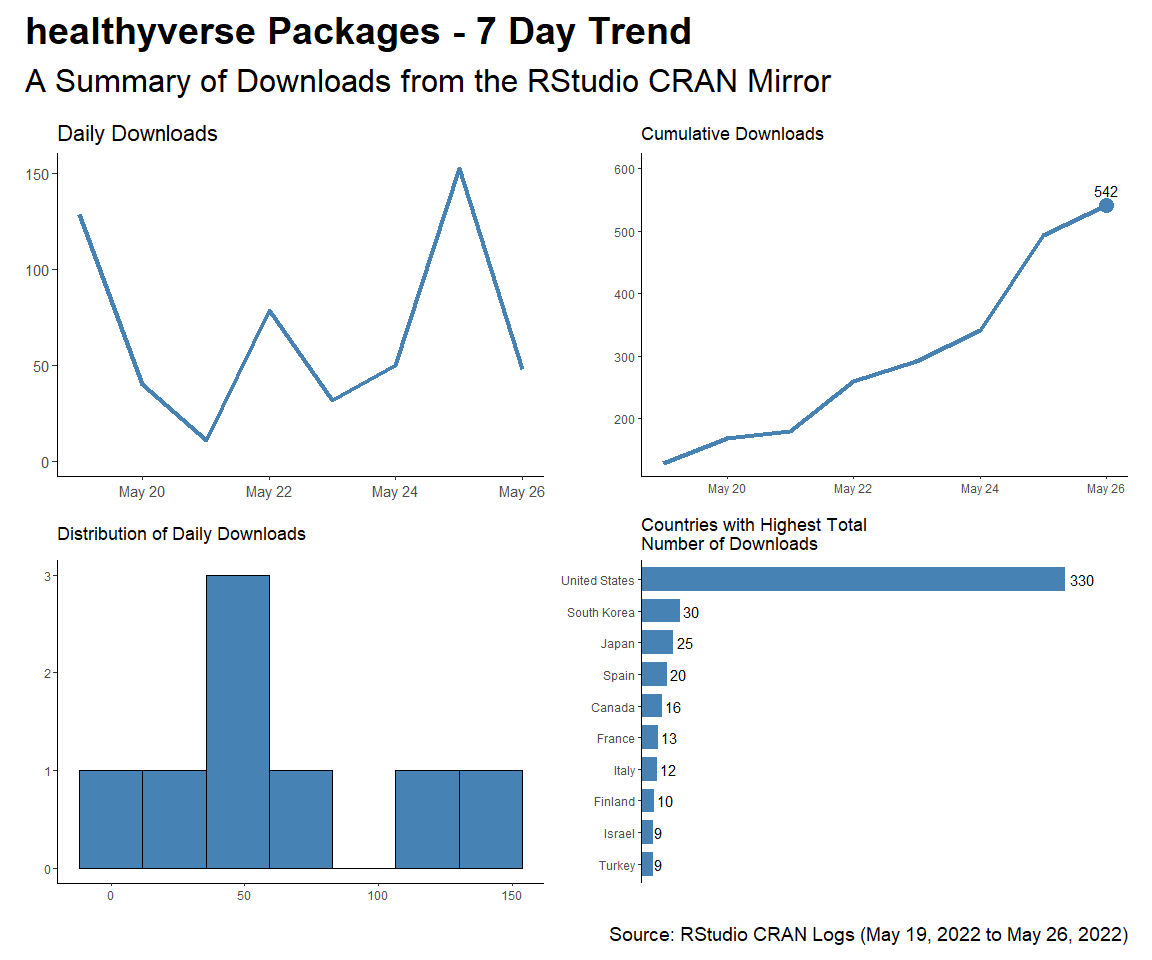 healthyverse Packages - 7 Day Trend
A Summary of Downloads from the RStudio CRAN Mirror
Daily Downloads
150
100
50
0
May 20 May 22 May 24 May 26
Cumulative Downloads
600
500
400
300
200
542
May 20 May 22 May 24 May 26
Distribution of Daily Downloads
3
2
1
0
0 50 100 150
Countries with Highest Total
Number of Downloads
United States 330
South Korea 30
Japan 25
Spain 20
Canada 16
France 13
Italy 12
Finland 10
Israel 9
Turkey 9
Source: RStudio CRAN Logs (May 19, 2022 to May 26, 2022)